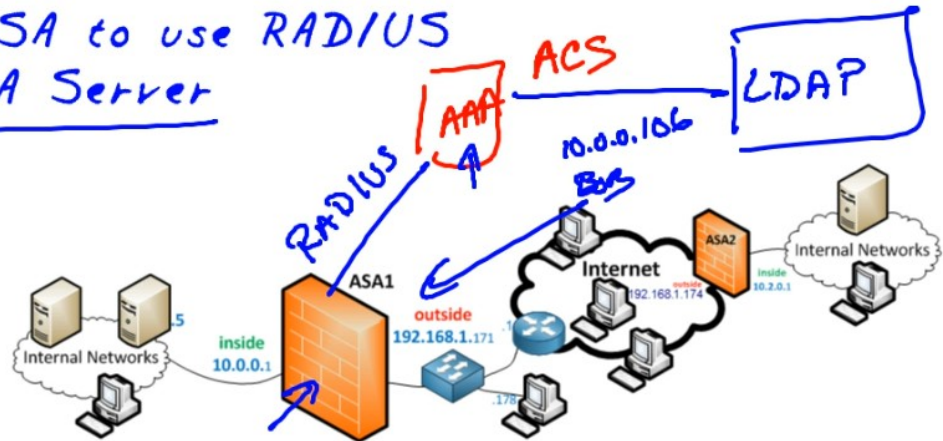 SA to use RADIUS
A Server
ACS
AAA
LDAP
10.0.0.106
Bob
RADIUS
ASA1
ASA2
Internet
outside
192.168.1.174
Internal Networks
inside
10.2.0.1
outside
192.168.1.171
.5
Internal Networks
inside
10.0.0.1
.1
.178